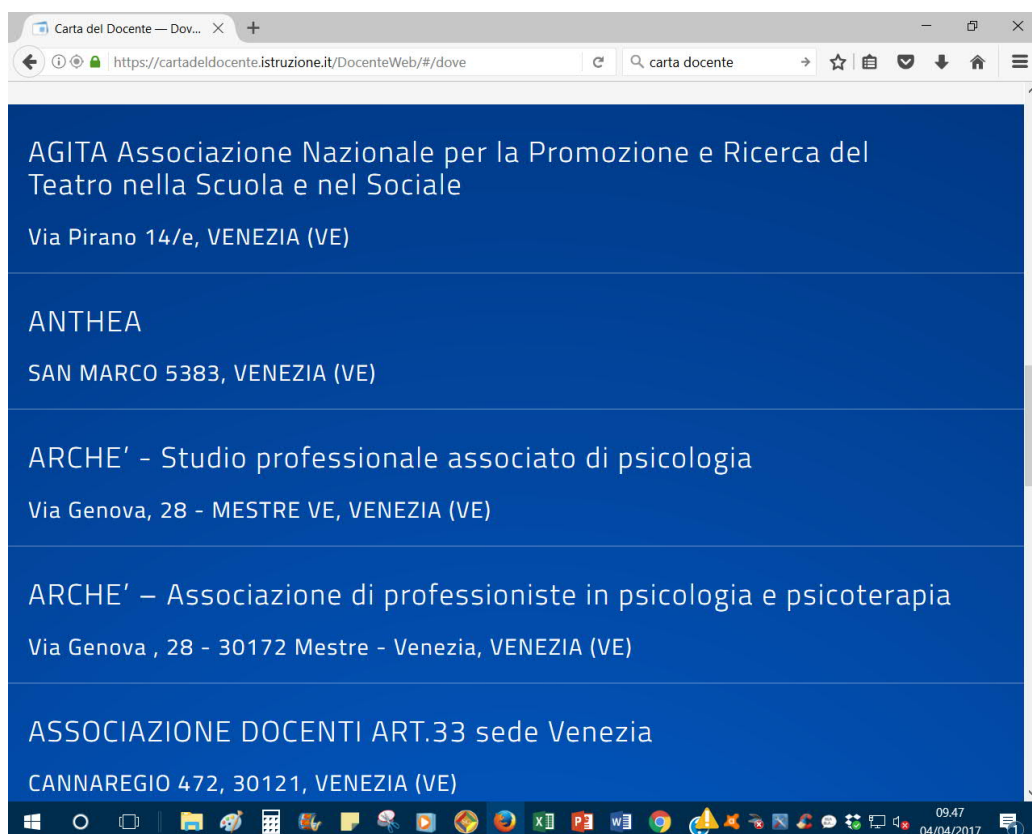 Carta del Docente — Dov...
https://cartadeldocente.istruzione.it/DocenteWeb/#/dove
carta docente
AGITA Associazione Nazionale per la Promozione e Ricerca del
Teatro nella Scuola e nel Sociale
Via Pirano 14/e, VENEZIA (VE)
ANTHEA
SAN MARCO 5383, VENEZIA (VE)
ARCHE’ - Studio professionale associato di psicologia
Via Genova, 28 - MESTRE VE, VENEZIA (VE)
ARCHE’ – Associazione di professioniste in psicologia e psicoterapia
Via Genova , 28 - 30172 Mestre - Venezia, VENEZIA (VE)
ASSOCIAZIONE DOCENTI ART.33 sede Venezia
CANNAREGIO 472, 30121, VENEZIA (VE)
09.47
04/04/2017